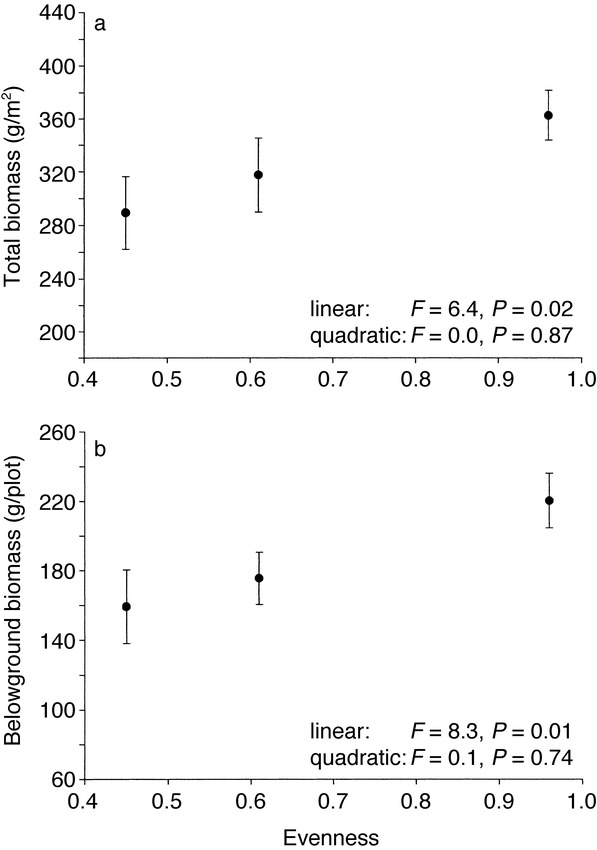 a
Total biomass (g/m²)
440
400
360
320
280
240
200
linear: F = 6.4, P = 0.02
quadratic: F = 0.0, P = 0.87
0.4 0.5 0.6 0.7 0.8 0.9 1.0
b
Belowground biomass (g/plot)
260
220
180
140
100
60
linear: F = 8.3, P = 0.01
quadratic: F = 0.1, P = 0.74
0.4 0.5 0.6 0.7 0.8 0.9 1.0
Evenness